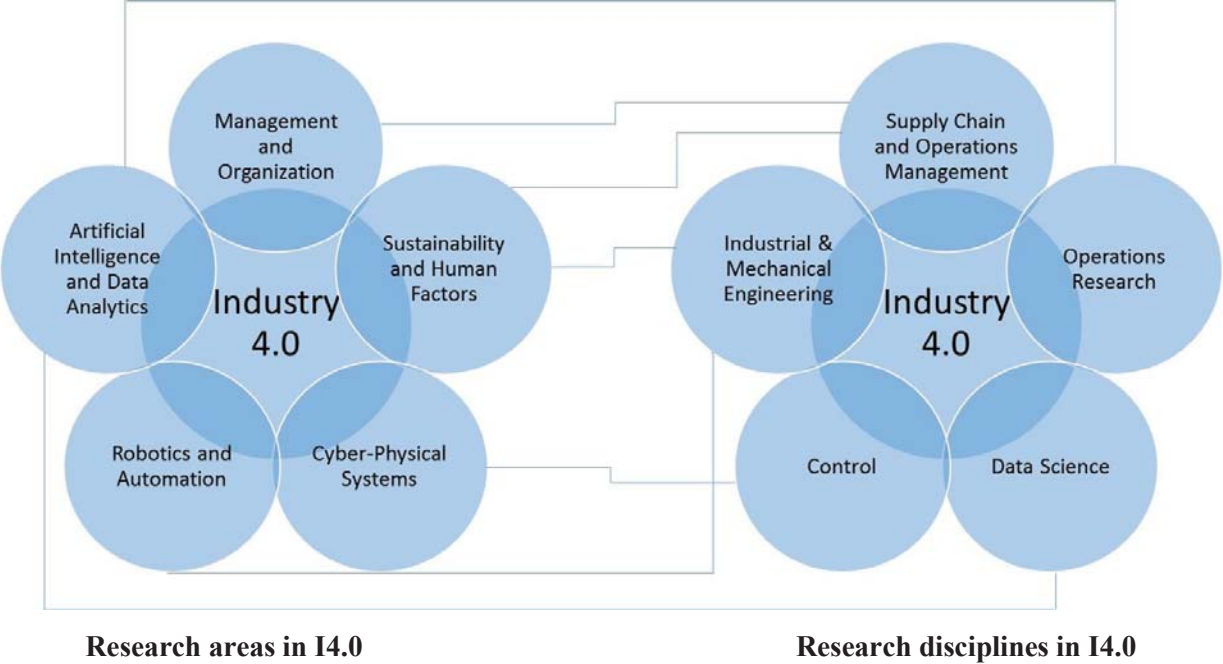 Management
and
Organization
Artificial
Intelligence
and Data
Analytics
Sustainability
and Human
Factors
Industry
4.0
Robotics and
Automation
Cyber-Physical
Systems
Supply Chain
and Operations
Management
Industrial &
Mechanical
Engineering
Operations
Research
Industry
4.0
Control
Data Science
Research areas in I4.0
Research disciplines in I4.0